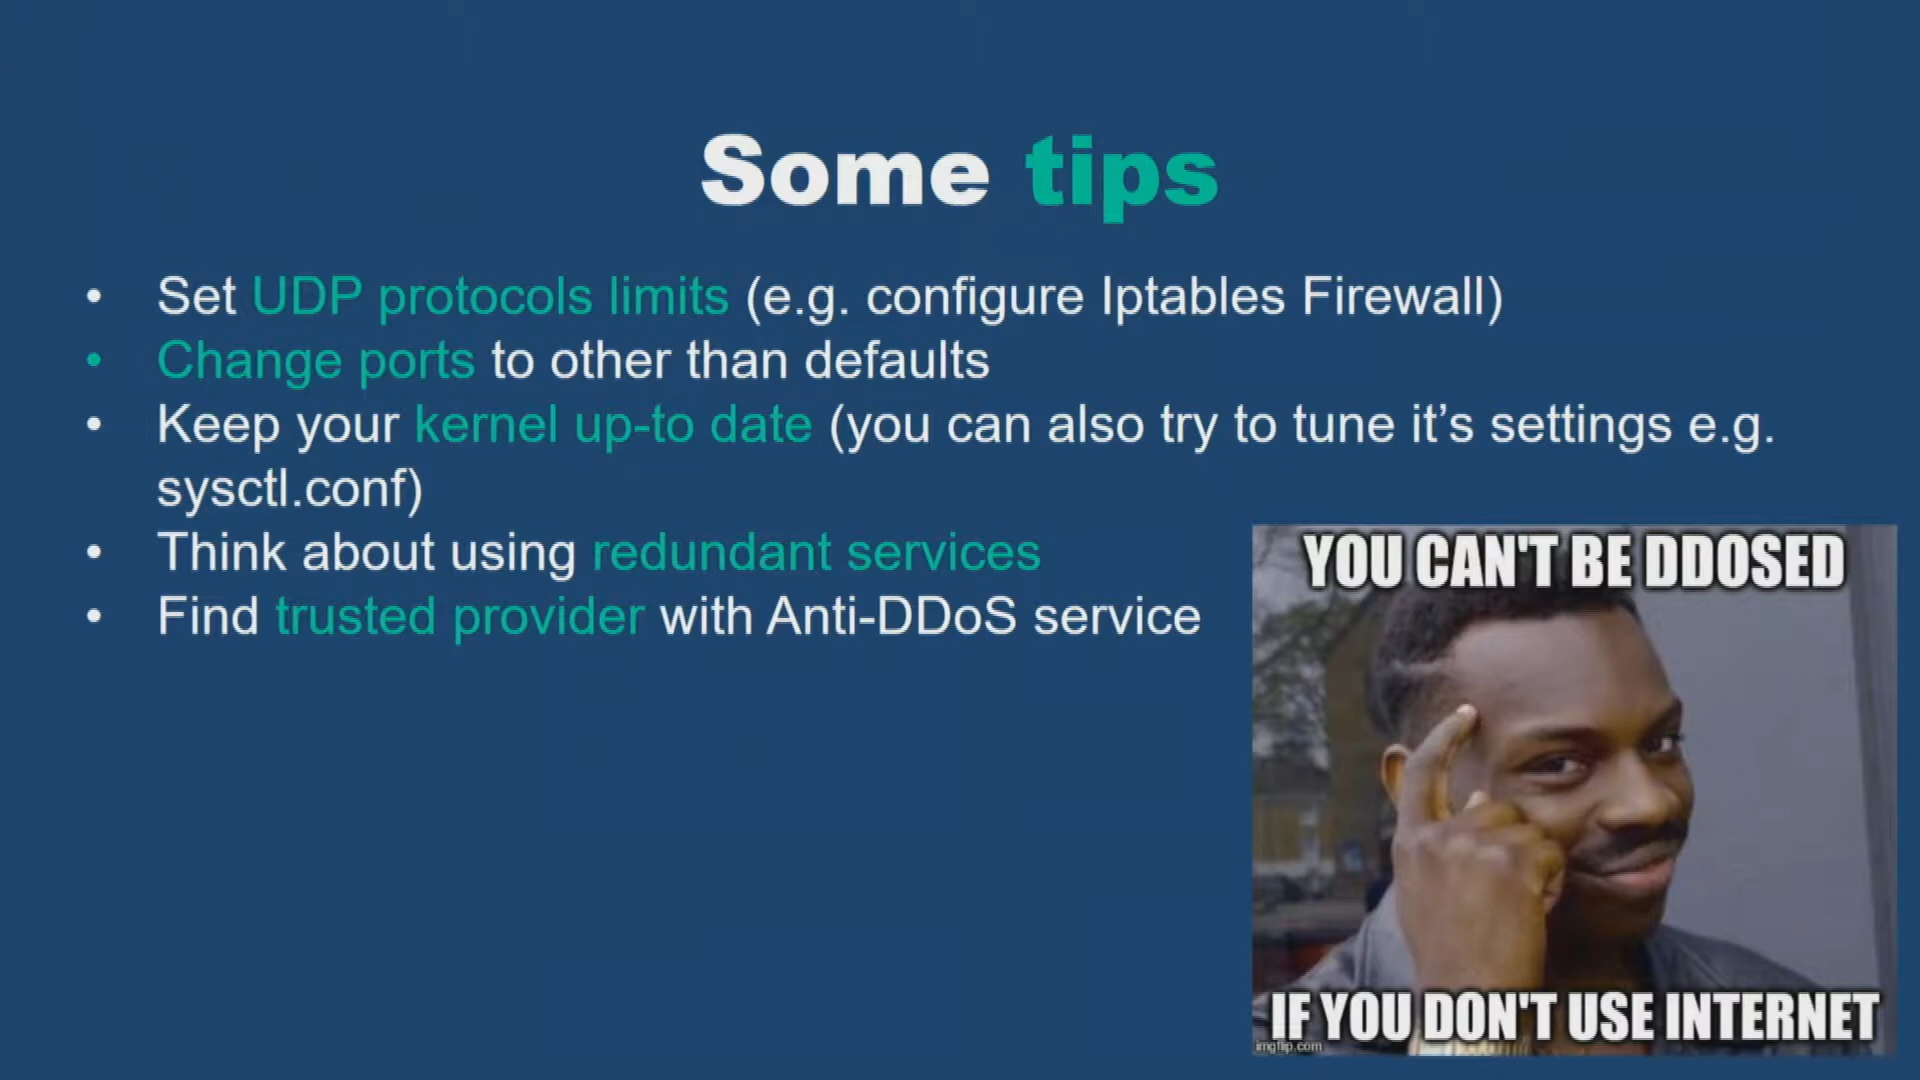 Some tips
• Set UDP protocols limits (e.g. configure Iptables Firewall)
• Change ports to other than defaults
• Keep your kernel up-to date (you can also try to tune it’s settings e.g.
sysctl.conf)
• Think about using redundant services
• Find trusted provider with Anti-DDoS service
YOU CAN'T BE DDOSED
IF YOU DON'T USE INTERNET
imgflip.com